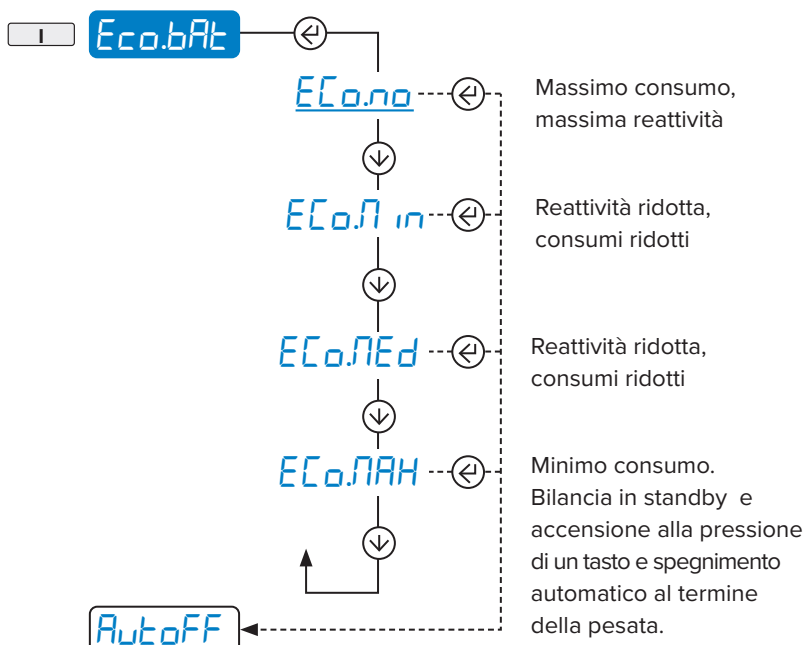 I Eco.bAt
ECo.no
Massimo consumo,
massima reattività
ECo.M in
Reattività ridotta,
consumi ridotti
ECo.MEd
Reattività ridotta,
consumi ridotti
ECo.MAH
Minimo consumo.
Bilancia in standby e
accensione alla pressione
di un tasto e spegnimento
automatico al termine
della pesata.
AutoFF